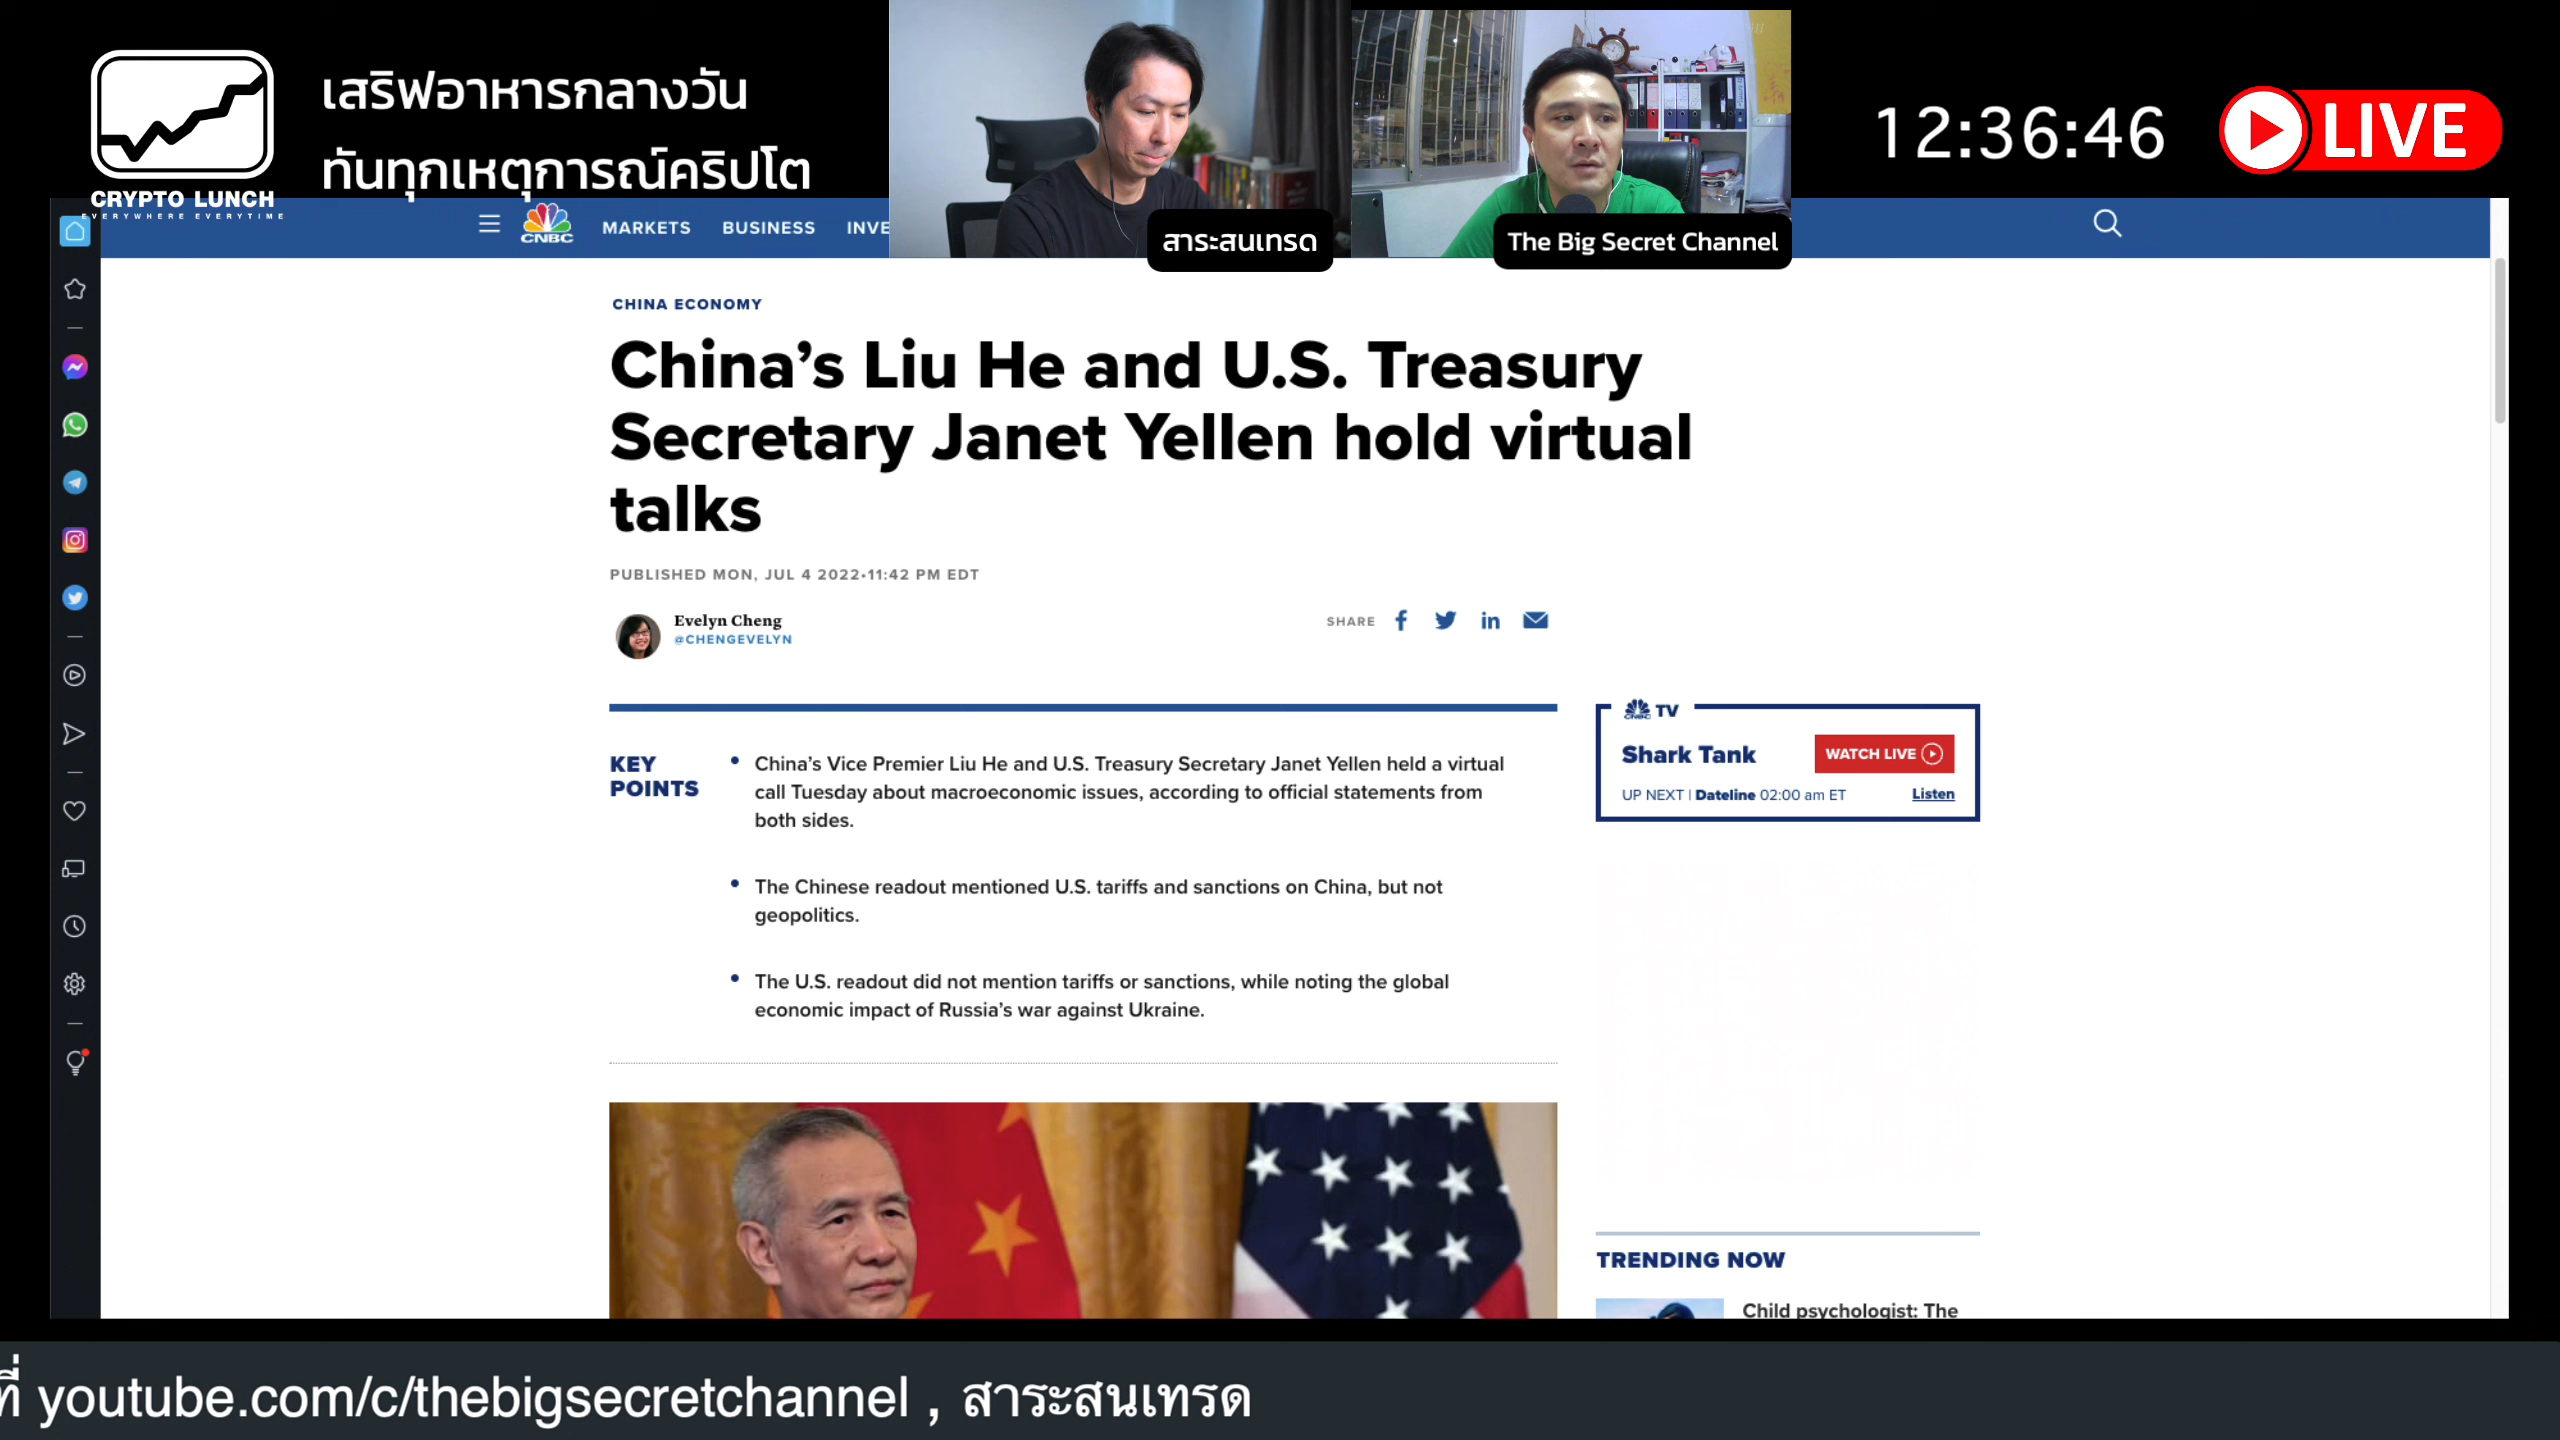 เสริฟอาหารกลางวัน
ทันทุกเหตุการณ์คริปโต
CRYPTO LUNCH
EVERYWHERE EVERYTIME
สาระสนเทรด
The Big Secret Channel
12:36:46
LIVE
CNBC
MARKETS
BUSINESS
INVE
CHINA ECONOMY
China’s Liu He and U.S. Treasury
Secretary Janet Yellen hold virtual
talks
PUBLISHED MON, JUL 4 2022•11:42 PM EDT
Evelyn Cheng
@CHENGEVELYN
SHARE
KEY
POINTS
China’s Vice Premier Liu He and U.S. Treasury Secretary Janet Yellen held a virtual
call Tuesday about macroeconomic issues, according to official statements from
both sides.
The Chinese readout mentioned U.S. tariffs and sanctions on China, but not
geopolitics.
The U.S. readout did not mention tariffs or sanctions, while noting the global
economic impact of Russia’s war against Ukraine.
CNBC TV
Shark Tank
WATCH LIVE
UP NEXT | Dateline 02:00 am ET
Listen
TRENDING NOW
Child psychologist: The
ที่ youtube.com/c/thebigsecretchannel , สาระสนเทรด